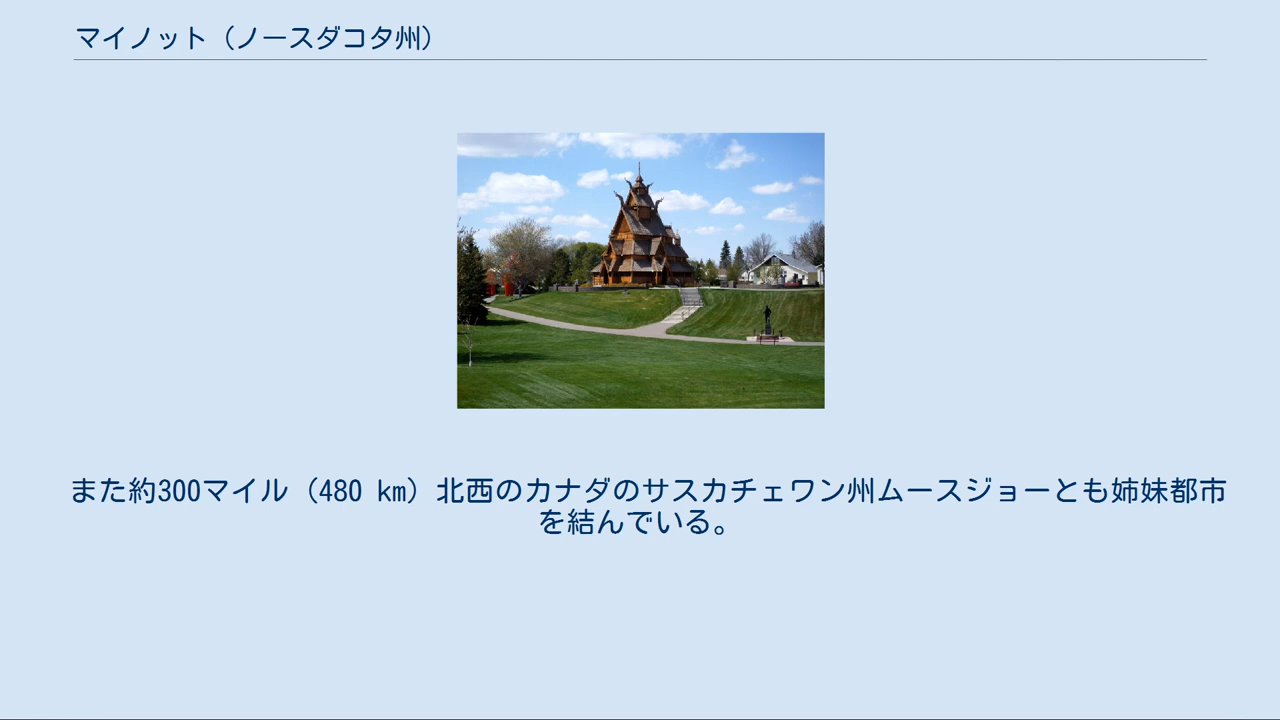 マイノット（ノースダコタ州）
また約300マイル（480 km）北西のカナダのサスカチェワン州ムースジョーとも姉妹都市
を結んでいる。